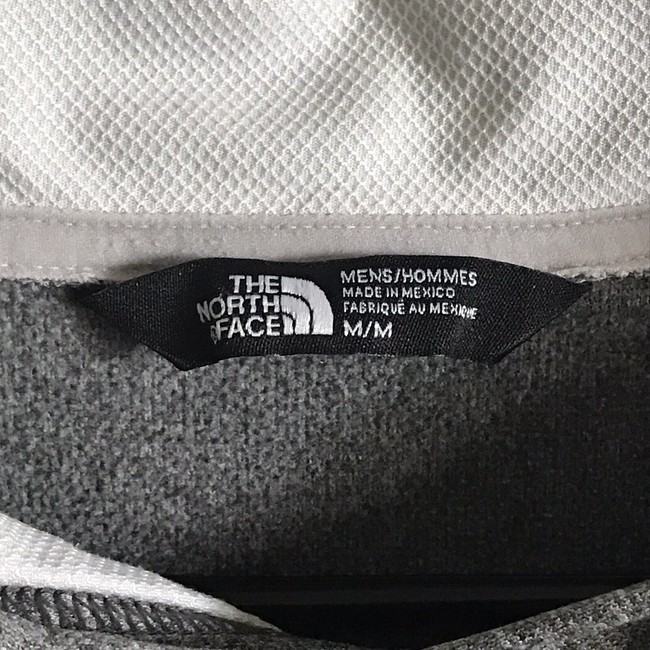 THE
NORTH
FACE
MENS/HOMMES
MADE IN MEXICO
FABRIQUÉ AU MEXIQUE
M/M